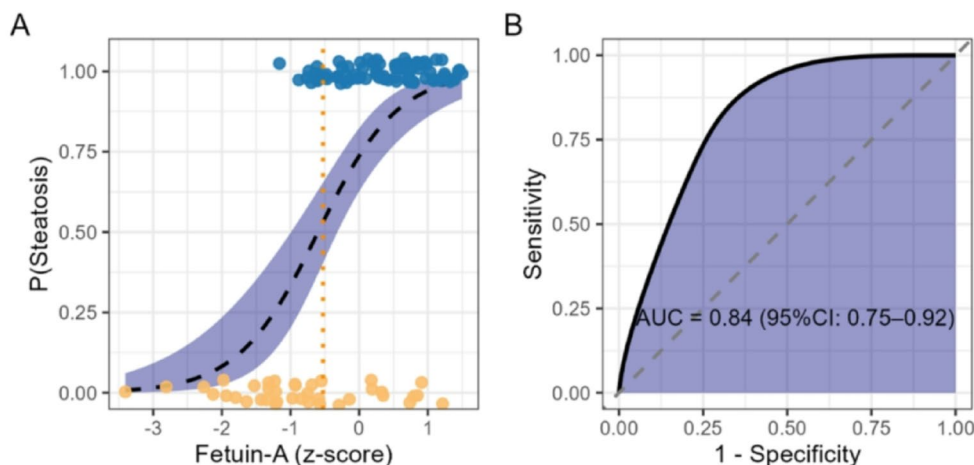 A
1.00
0.75
0.50
0.25
0.00
P(Steatosis)
-3 -2 -1 0 1
Fetuin-A (z-score)
B
1.00
0.75
0.50
0.25
0.00
Sensitivity
AUC = 0.84 (95%CI: 0.75–0.92)
0.00 0.25 0.50 0.75 1.00
1 - Specificity